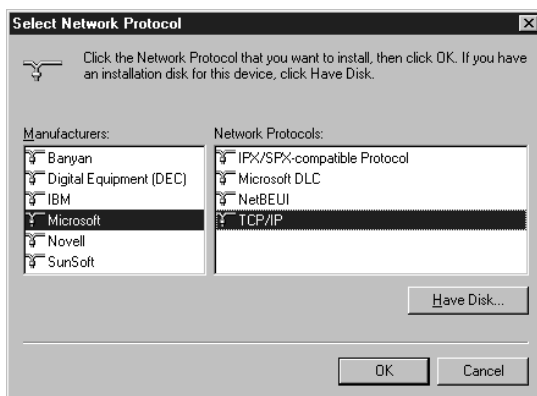 Select Network Protocol
Click the Network Protocol that you want to install, then click OK. If you have
an installation disk for this device, click Have Disk.
Manufacturers:
Banyan
Digital Equipment (DEC)
IBM
Microsoft
Novell
SunSoft
Network Protocols:
IPX/SPX-compatible Protocol
Microsoft DLC
NetBEUI
TCP/IP
Have Disk...
OK
Cancel